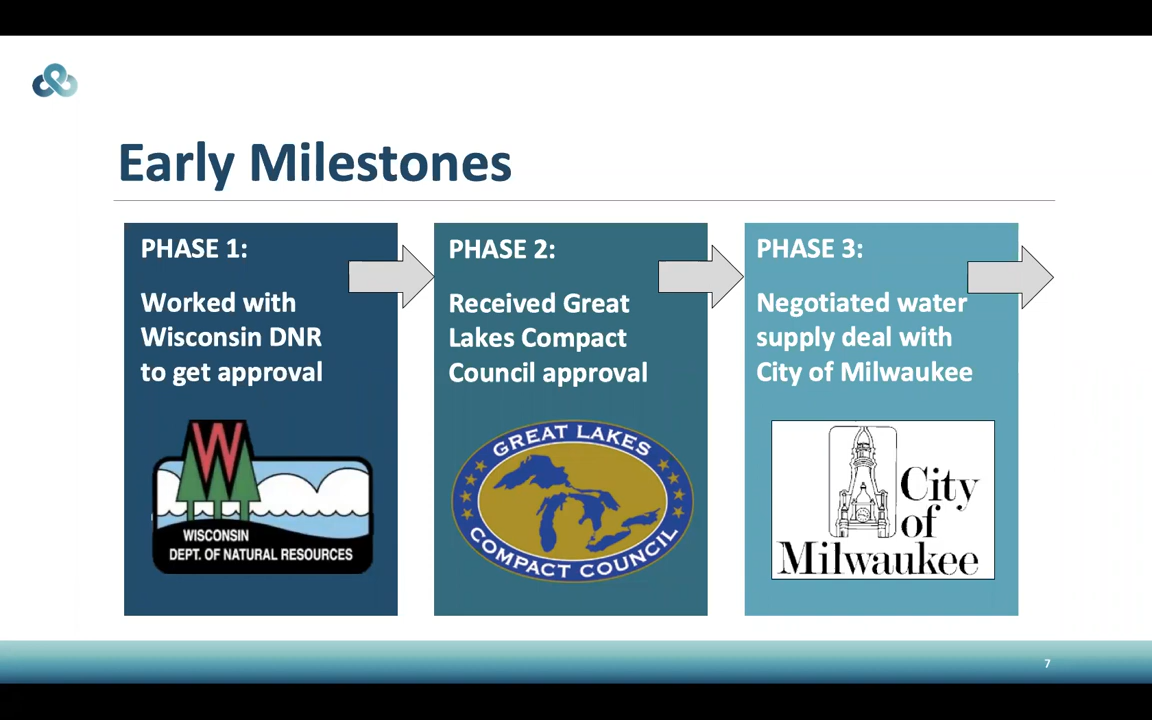 Early Milestones
PHASE 1:
Worked with
Wisconsin DNR
to get approval
W
WISCONSIN
DEPT. OF NATURAL RESOURCES
PHASE 2:
Received Great
Lakes Compact
Council approval
GREAT LAKES
COMPACT COUNCIL
PHASE 3:
Negotiated water
supply deal with
City of Milwaukee
City
of
Milwaukee
7